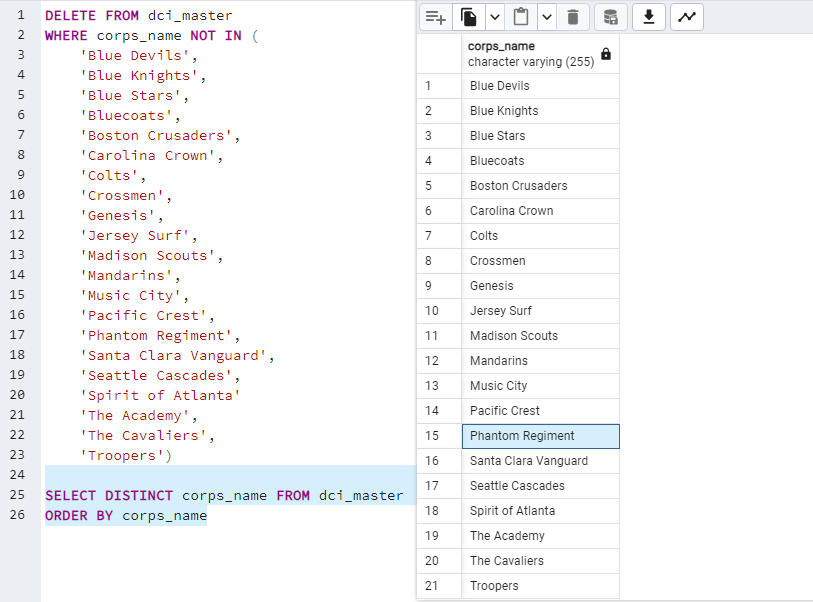 1 DELETE FROM dci_master
2 WHERE corps_name NOT IN (
3 'Blue Devils',
4 'Blue Knights',
5 'Blue Stars',
6 'Bluecoats',
7 'Boston Crusaders',
8 'Carolina Crown',
9 'Colts',
10 'Crossmen',
11 'Genesis',
12 'Jersey Surf',
13 'Madison Scouts',
14 'Mandarins',
15 'Music City',
16 'Pacific Crest',
17 'Phantom Regiment',
18 'Santa Clara Vanguard',
19 'Seattle Cascades',
20 'Spirit of Atlanta'
21 'The Academy',
22 'The Cavaliers',
23 'Troopers')
24
25 SELECT DISTINCT corps_name FROM dci_master
26 ORDER BY corps_name
corps_name
character varying (255)
1 Blue Devils
2 Blue Knights
3 Blue Stars
4 Bluecoats
5 Boston Crusaders
6 Carolina Crown
7 Colts
8 Crossmen
9 Genesis
10 Jersey Surf
11 Madison Scouts
12 Mandarins
13 Music City
14 Pacific Crest
15 Phantom Regiment
16 Santa Clara Vanguard
17 Seattle Cascades
18 Spirit of Atlanta
19 The Academy
20 The Cavaliers
21 Troopers